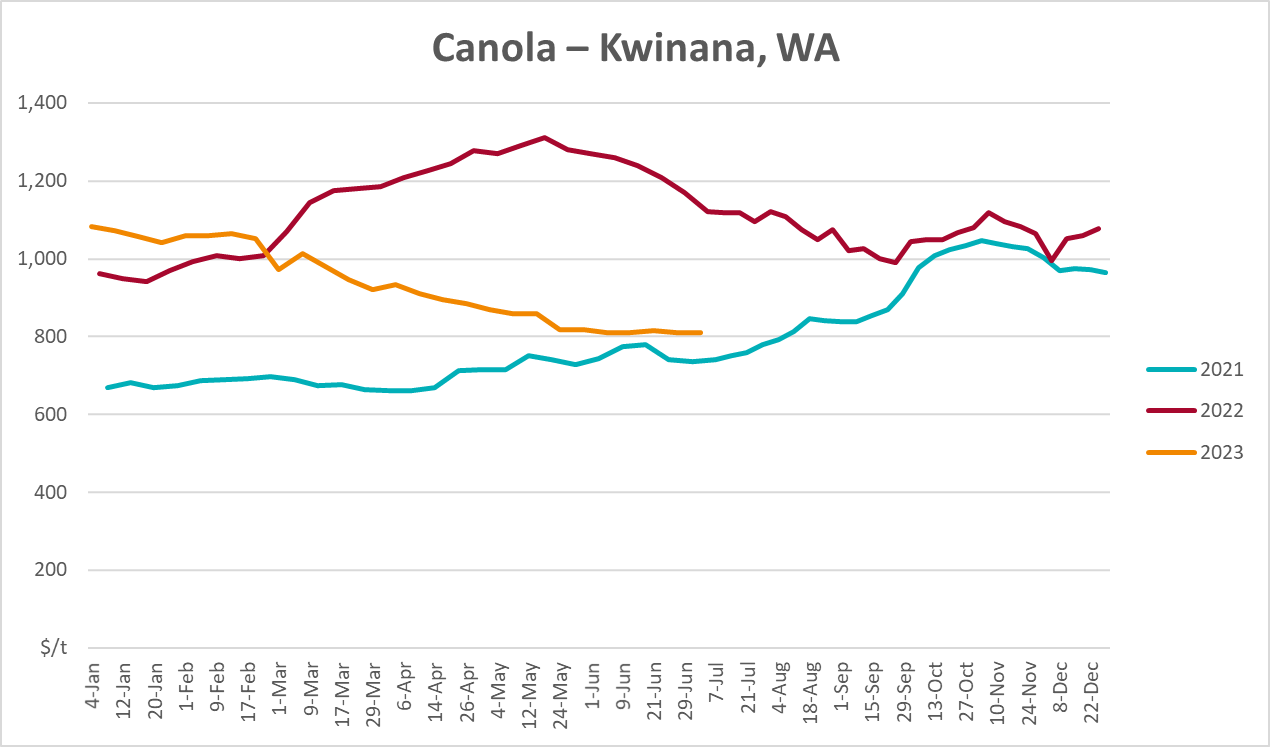 Canola – Kwinana, WA
1,400
1,200
1,000
800
600
400
200
$/t
4-Jan
12-Jan
20-Jan
1-Feb
9-Feb
17-Feb
1-Mar
9-Mar
17-Mar
29-Mar
6-Apr
14-Apr
26-Apr
4-May
12-May
24-May
1-Jun
9-Jun
21-Jun
29-Jun
7-Jul
21-Jul
4-Aug
18-Aug
1-Sep
15-Sep
29-Sep
13-Oct
27-Oct
10-Nov
24-Nov
8-Dec
22-Dec
2021
2022
2023